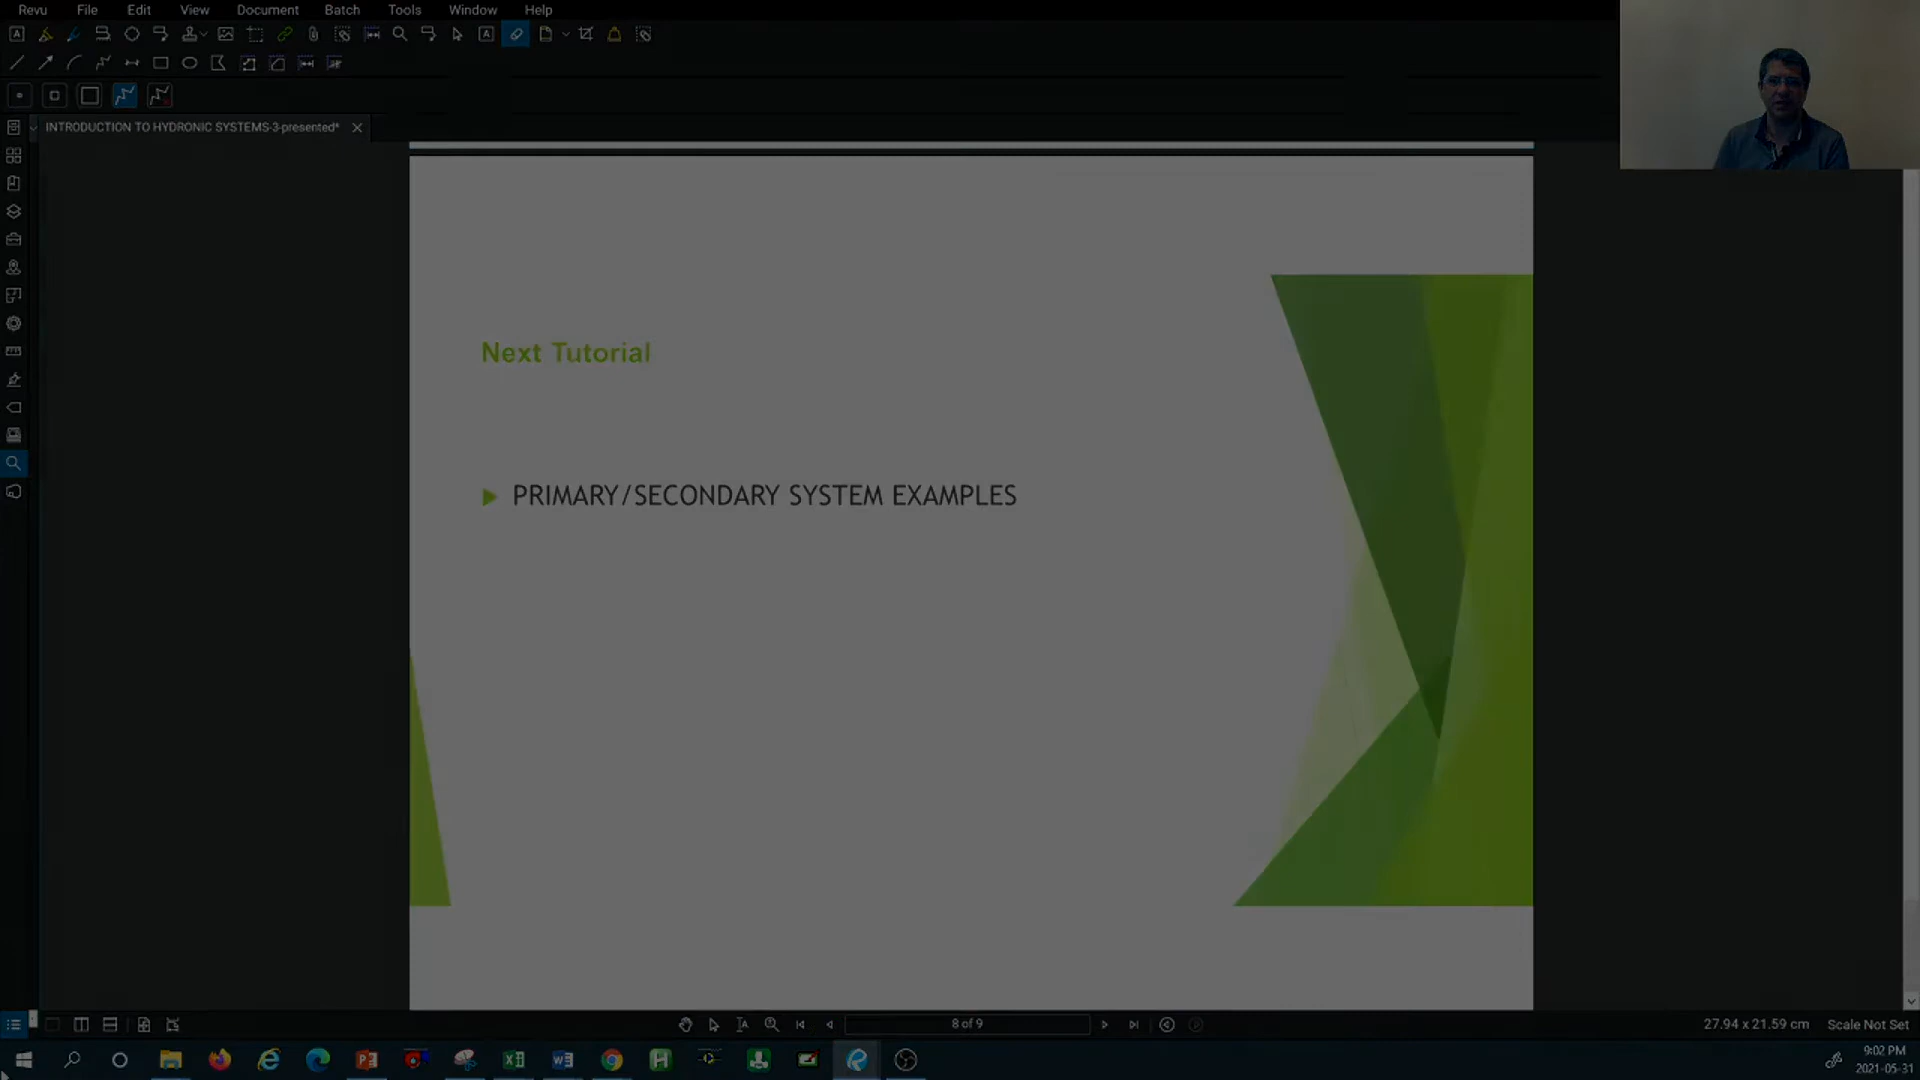 Revu File Edit View Document Batch Tools Window Help
INTRODUCTION TO HYDRONIC SYSTEMS-3-presented*
Next Tutorial
PRIMARY/SECONDARY SYSTEM EXAMPLES
8 of 9
27.94 x 21.59 cm Scale Not Set
9:02 PM
2021-05-31